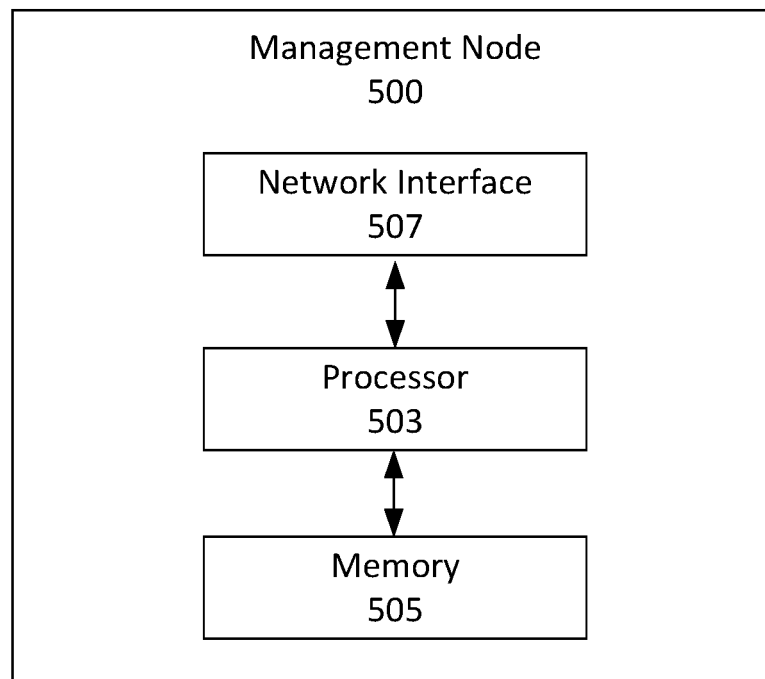 Management Node
500
Network Interface
507
Processor
503
Memory
505